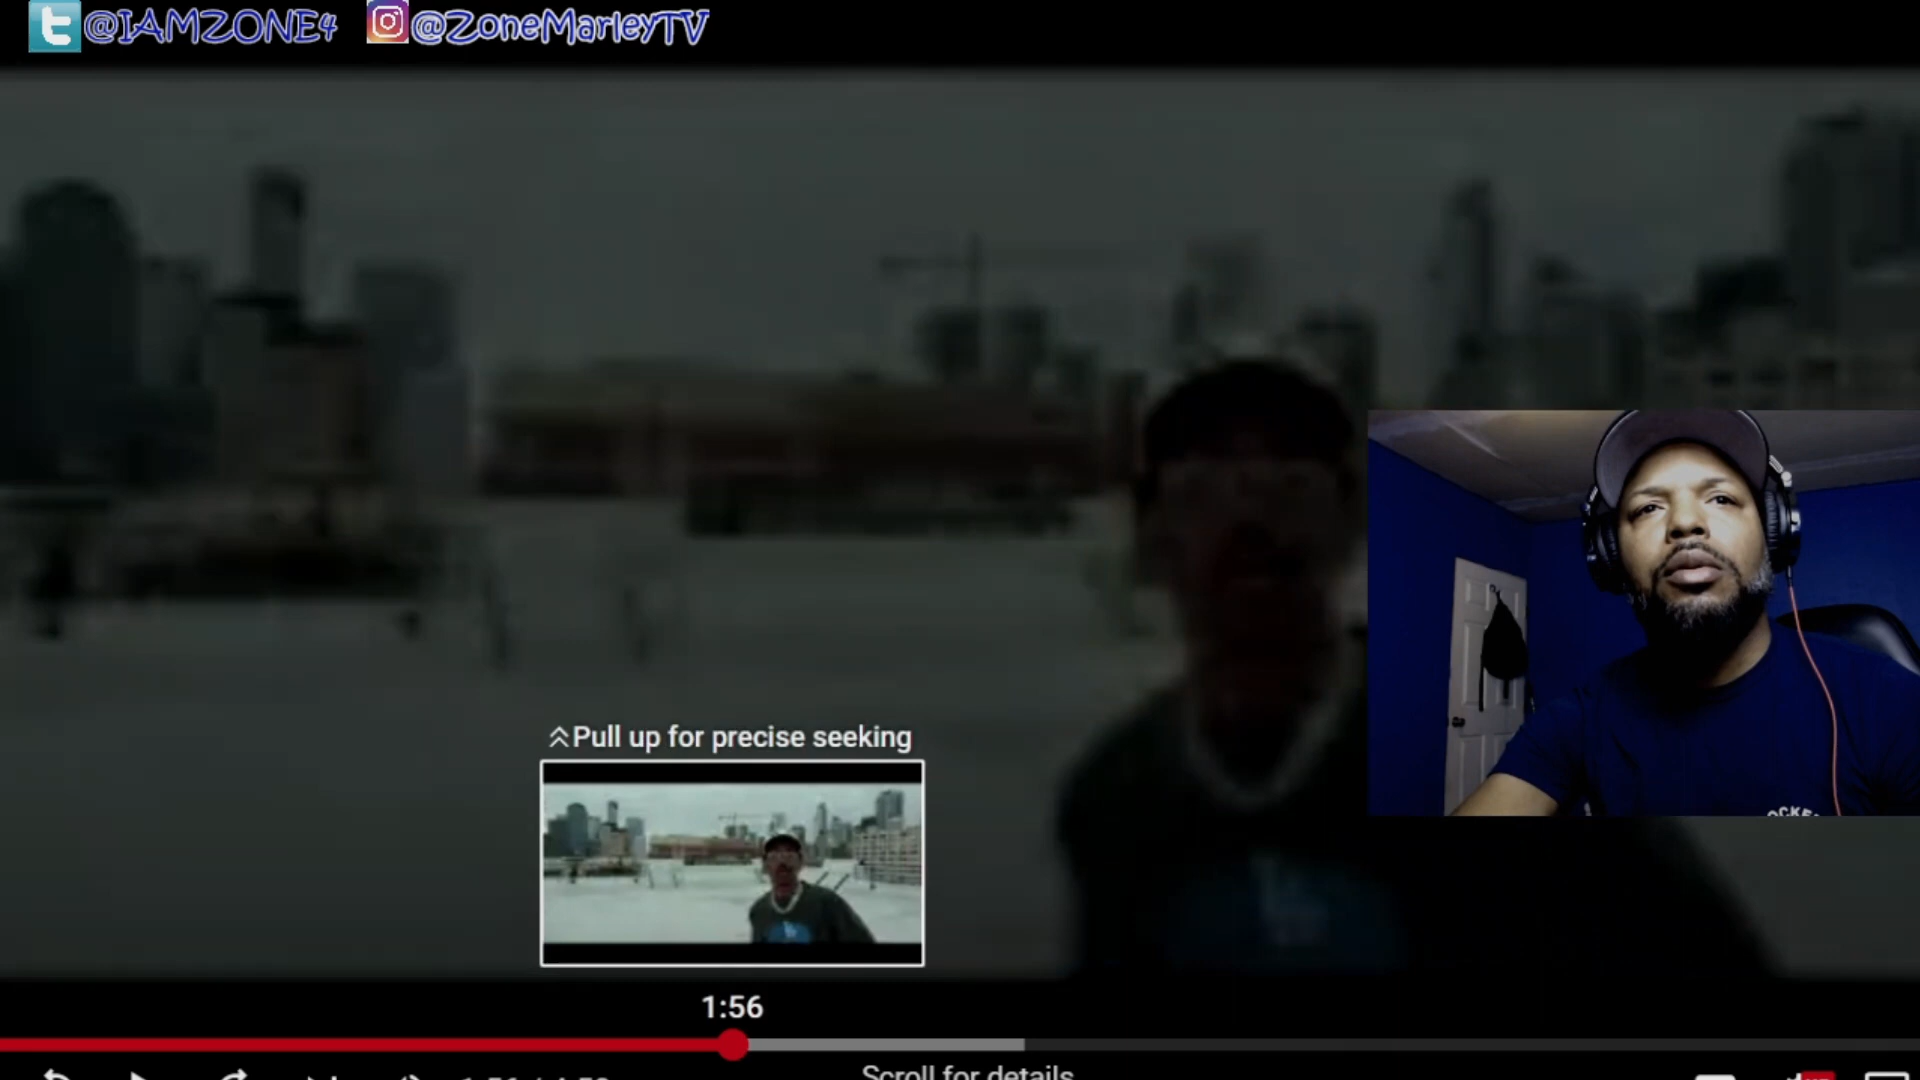 @IAMZONE4 @ZoneMarleyTV
Pull up for precise seeking
1:56
Scroll for details